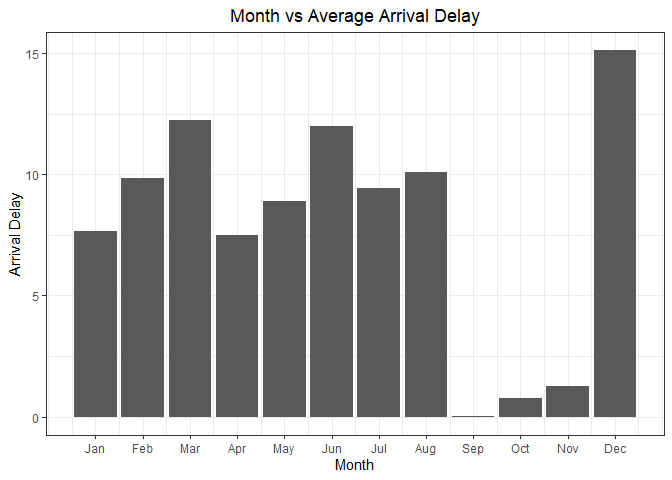 Month vs Average Arrival Delay
15
10
5
0
Arrival Delay
Jan Feb Mar Apr May Jun Jul Aug Sep Oct Nov Dec
Month